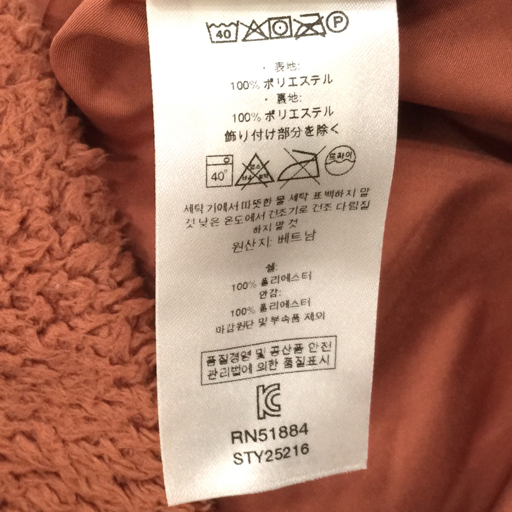 40 P
・表地:
100% ポリエステル
・裏地:
100% ポリエステル
飾り付け部分を除く
40° 드라이
세탁 기에서 따뜻한 물 세탁 표백하지 말
것 낮은 온도에서 건조기로 건조 다림질
하지 말 것
원산지: 베트남
쉘:
100% 폴리에스터
안감:
100% 폴리에스터
마감원단 및 부속품 제외
품질경영 및 공산품 안전
관리법에 의한 품질표시
RN51884
STY25216